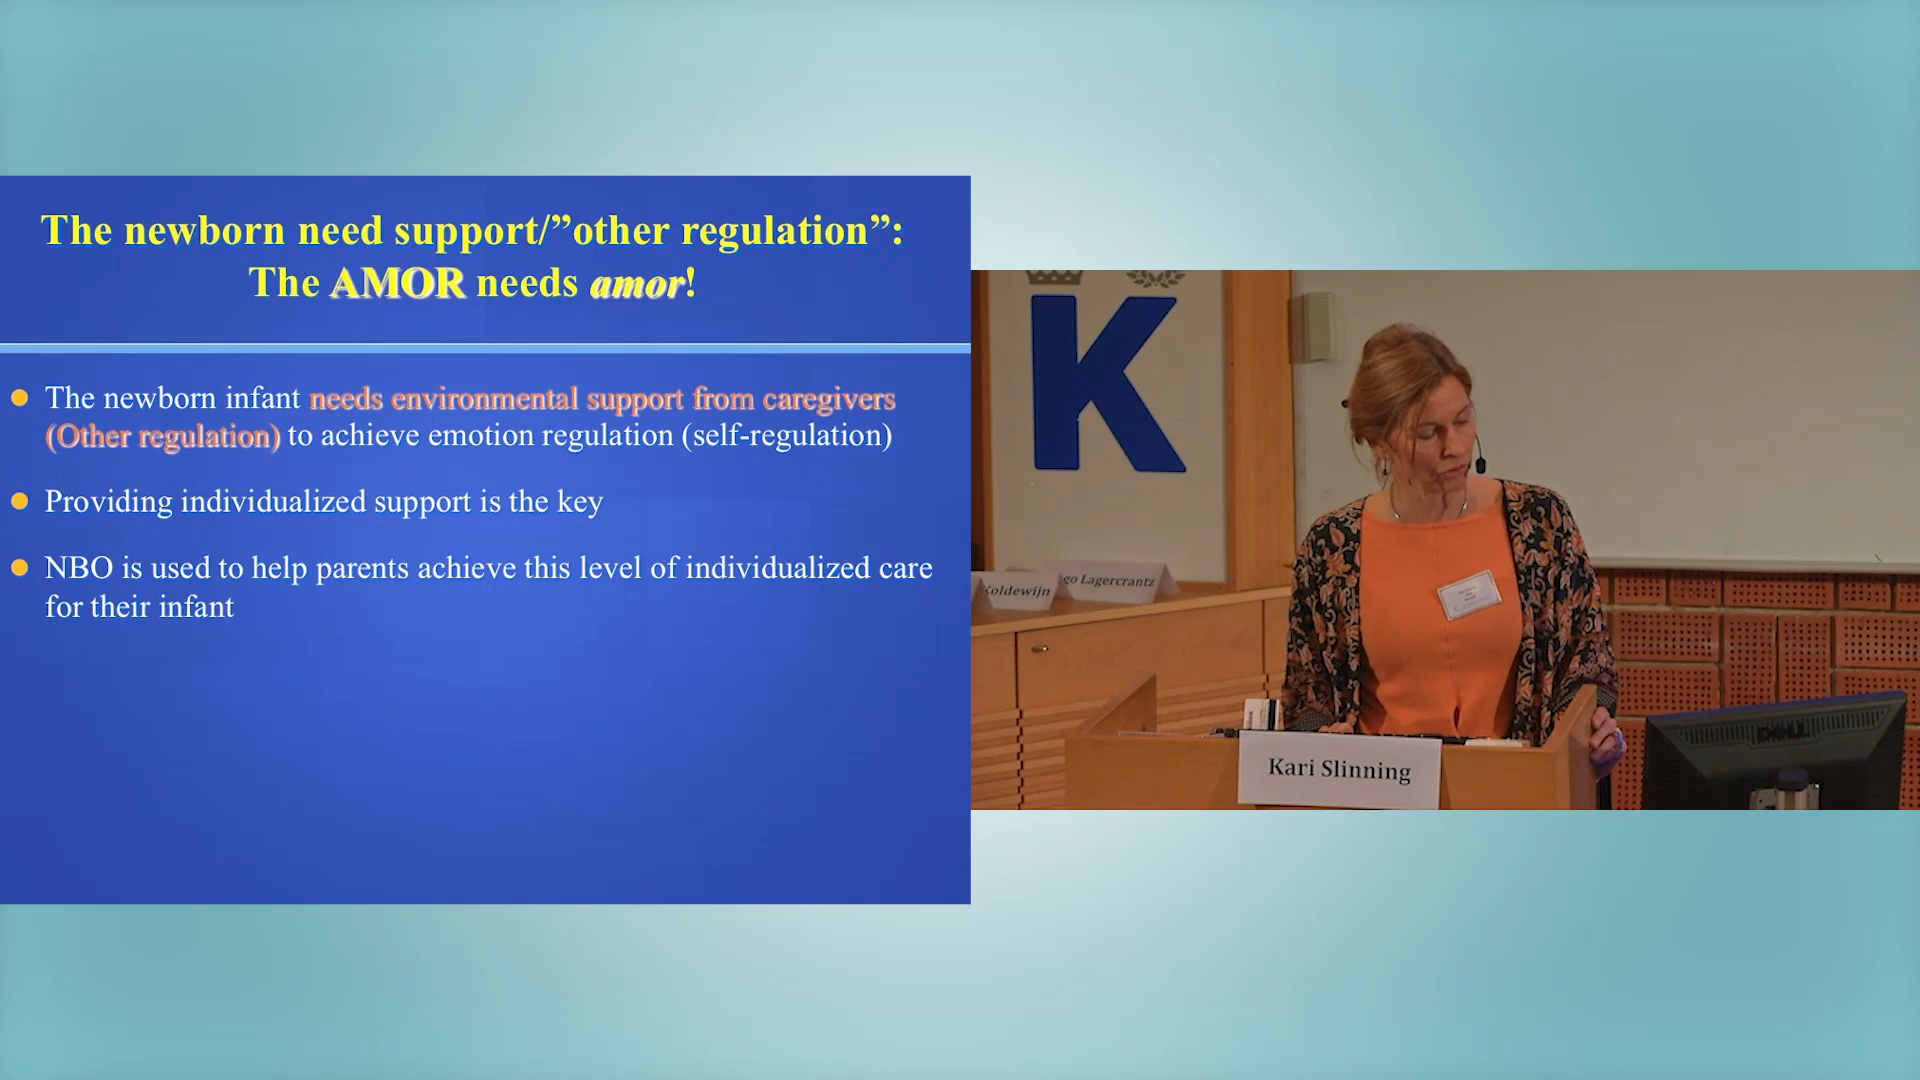 The newborn need support/”other regulation”:
The AMOR needs amor!
The newborn infant needs environmental support from caregivers
(Other regulation) to achieve emotion regulation (self-regulation)
Providing individualized support is the key
NBO is used to help parents achieve this level of individualized care
for their infant
K
Koldewijn
go Lagercrantz
Kari Slinning